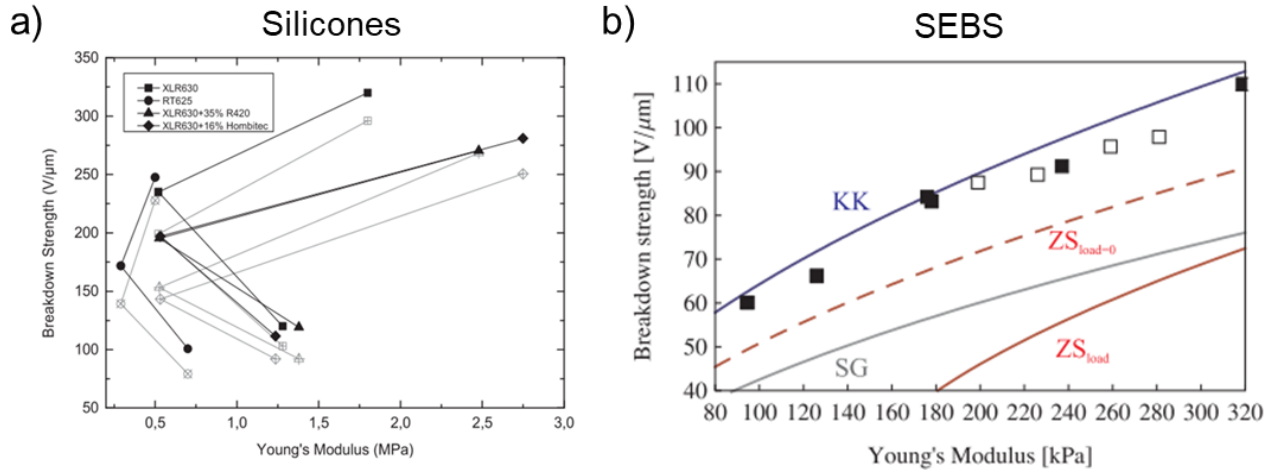 a)
Silicones
350
300
250
200
150
100
50
Breakdown Strength (V/μm)
XLR630
RT625
XLR630+35% R420
XLR630+16% Hombitec
0,5
1,0
1,5
2,0
2,5
3,0
Young's Modulus (MPa)
b)
SEBS
110
100
90
80
70
60
50
40
Breakdown strength [V/μm]
KK
ZSload=0
SG
ZSload
80 100 120 140 160 180 200 220 240 260 280 300 320
Young's Modulus [kPa]